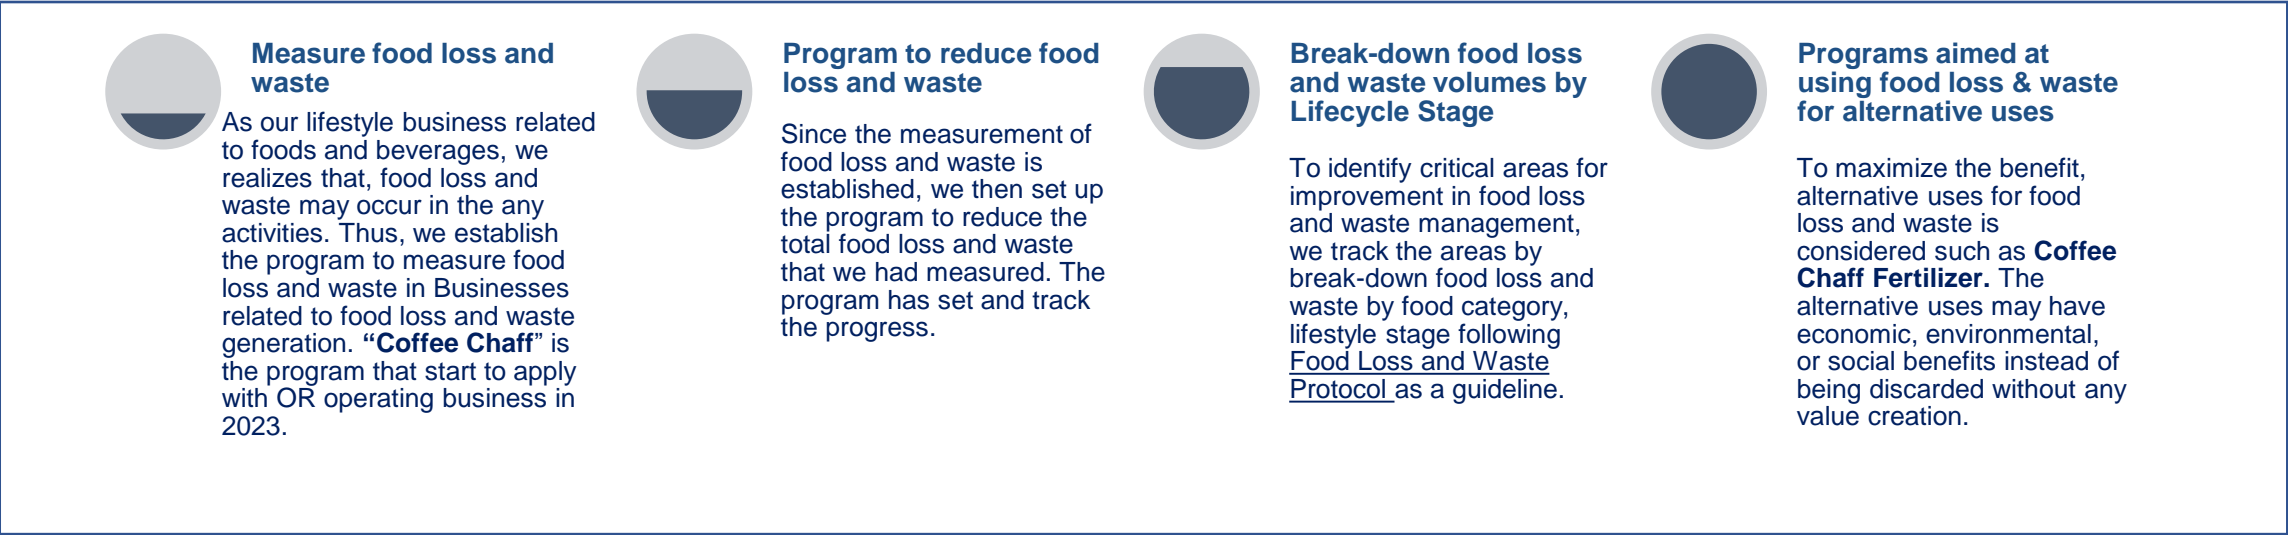 Measure food loss and
waste
As our lifestyle business related
to foods and beverages, we
realizes that, food loss and
waste may occur in the any
activities. Thus, we establish
the program to measure food
loss and waste in Businesses
related to food loss and waste
generation. “Coffee Chaff” is
the program that start to apply
with OR operating business in
2023.
Program to reduce food
loss and waste
Since the measurement of
food loss and waste is
established, we then set up
the program to reduce the
total food loss and waste
that we had measured. The
program has set and track
the progress.
Break-down food loss
and waste volumes by
Lifecycle Stage
To identify critical areas for
improvement in food loss
and waste management,
we track the areas by
break-down food loss and
waste by food category,
lifestyle stage following
Food Loss and Waste
Protocol as a guideline.
Programs aimed at
using food loss & waste
for alternative uses
To maximize the benefit,
alternative uses for food
loss and waste is
considered such as Coffee
Chaff Fertilizer. The
alternative uses may have
economic, environmental,
or social benefits instead of
being discarded without any
value creation.